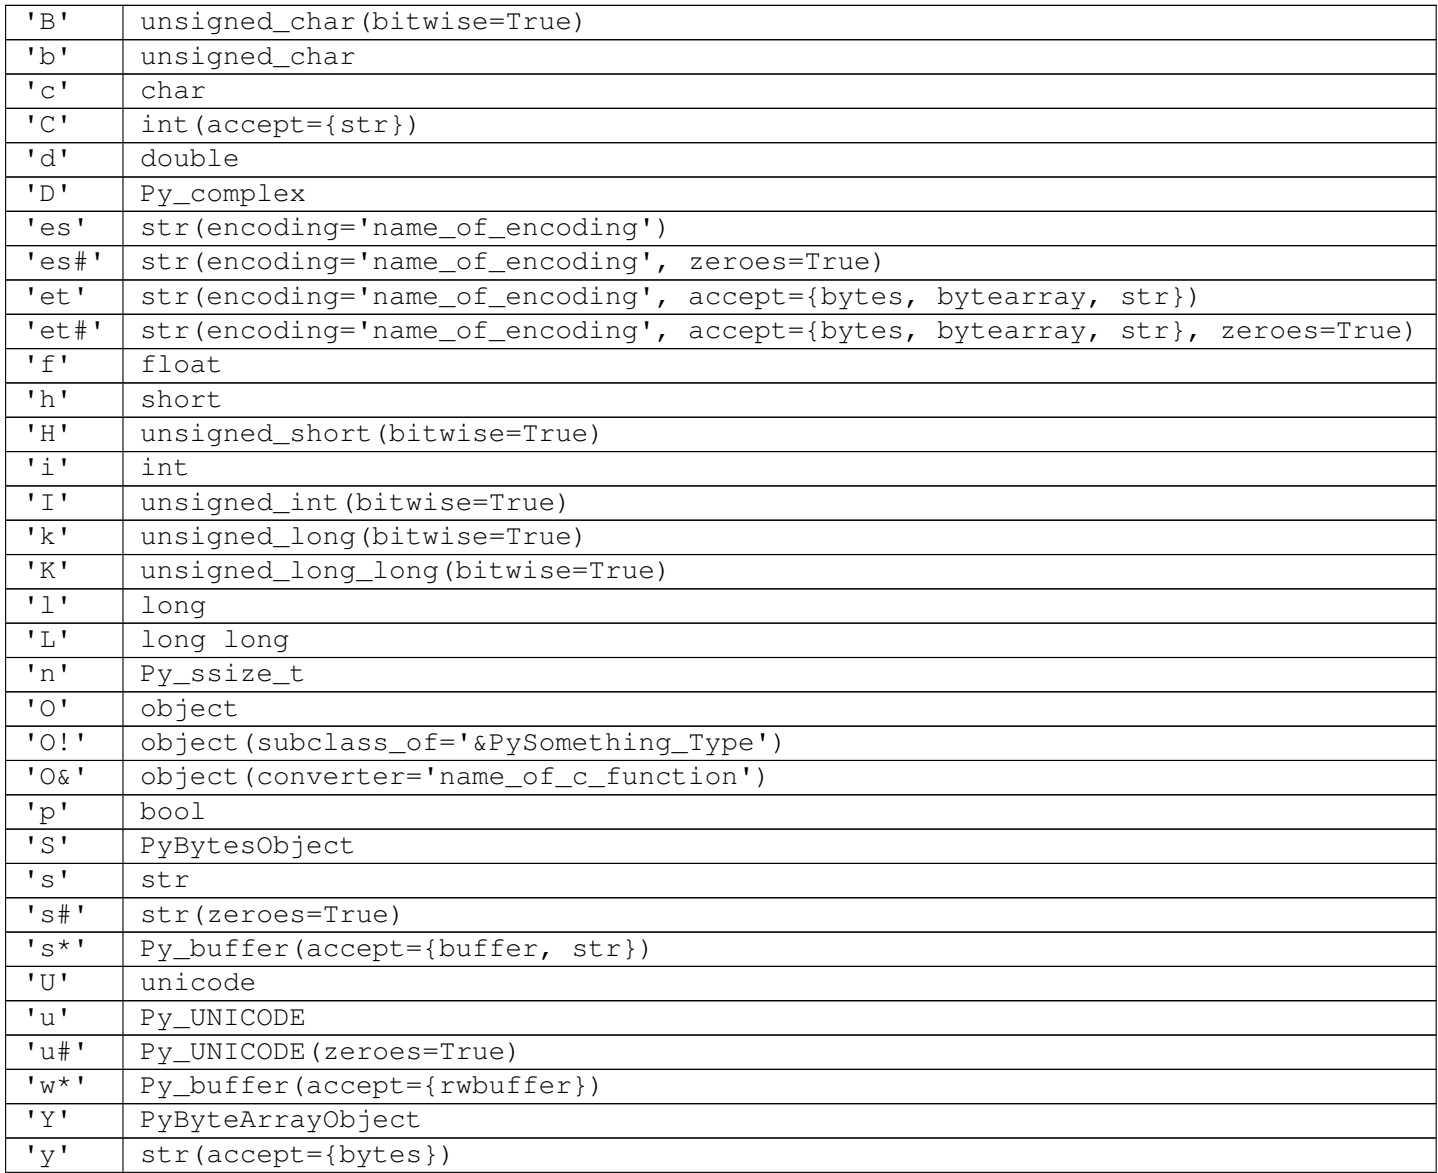 'B' unsigned_char(bitwise=True)
'b' unsigned_char
'c' char
'C' int(accept={str})
'd' double
'D' Py_complex
'es' str(encoding='name_of_encoding')
'es#' str(encoding='name_of_encoding', zeroes=True)
'et' str(encoding='name_of_encoding', accept={bytes, bytearray, str})
'et#' str(encoding='name_of_encoding', accept={bytes, bytearray, str}, zeroes=True)
'f' float
'h' short
'H' unsigned_short(bitwise=True)
'i' int
'I' unsigned_int(bitwise=True)
'k' unsigned_long(bitwise=True)
'K' unsigned_long_long(bitwise=True)
'l' long
'L' long long
'n' Py_ssize_t
'O' object
'O!' object(subclass_of='&PySomething_Type')
'O&' object(converter='name_of_c_function')
'p' bool
'S' PyBytesObject
's' str
's#' str(zeroes=True)
's*' Py_buffer(accept={buffer, str})
'U' unicode
'u' Py_UNICODE
'u#' Py_UNICODE(zeroes=True)
'w*' Py_buffer(accept={rwbuffer})
'Y' PyByteArrayObject
'y' str(accept={bytes})